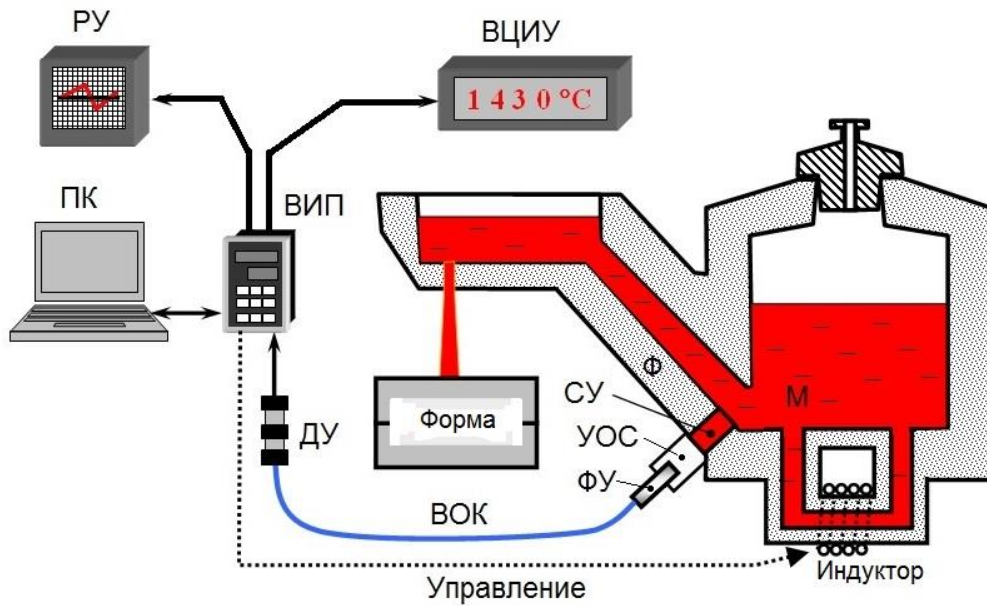 РУ
ВЦИУ
1430 °C
ПК
ВИП
Ф
М
СУ
Форма
ДУ
УОС
ФУ
ВОК
Индуктор
Управление